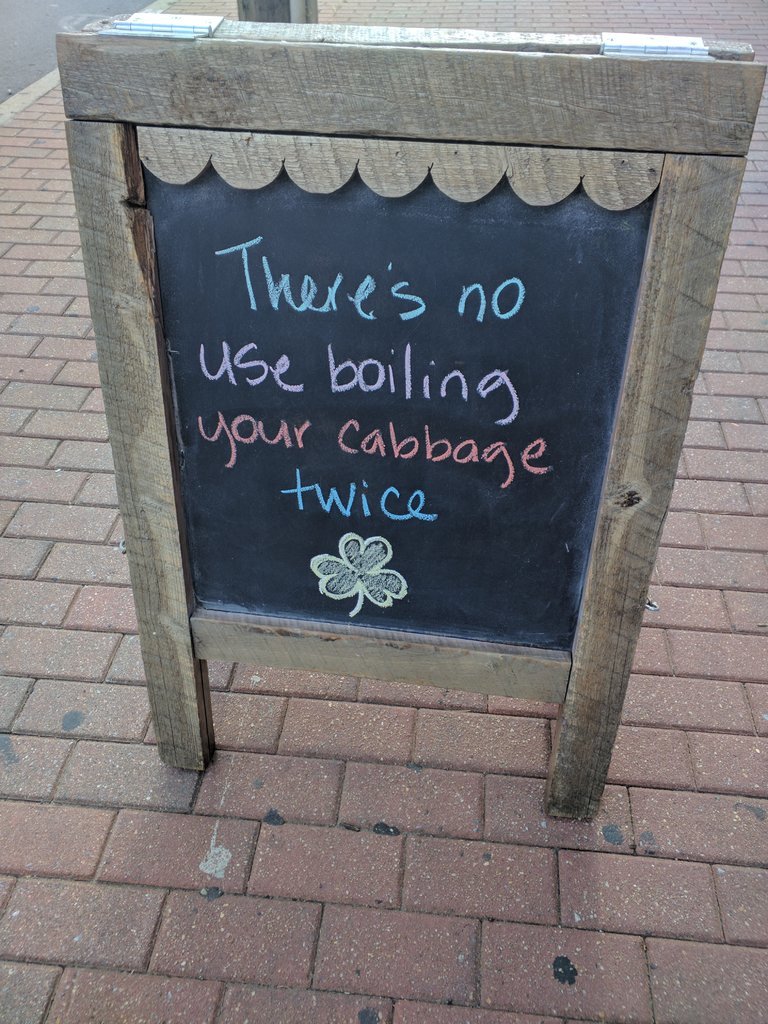 There's no
use boiling
your cabbage
twice